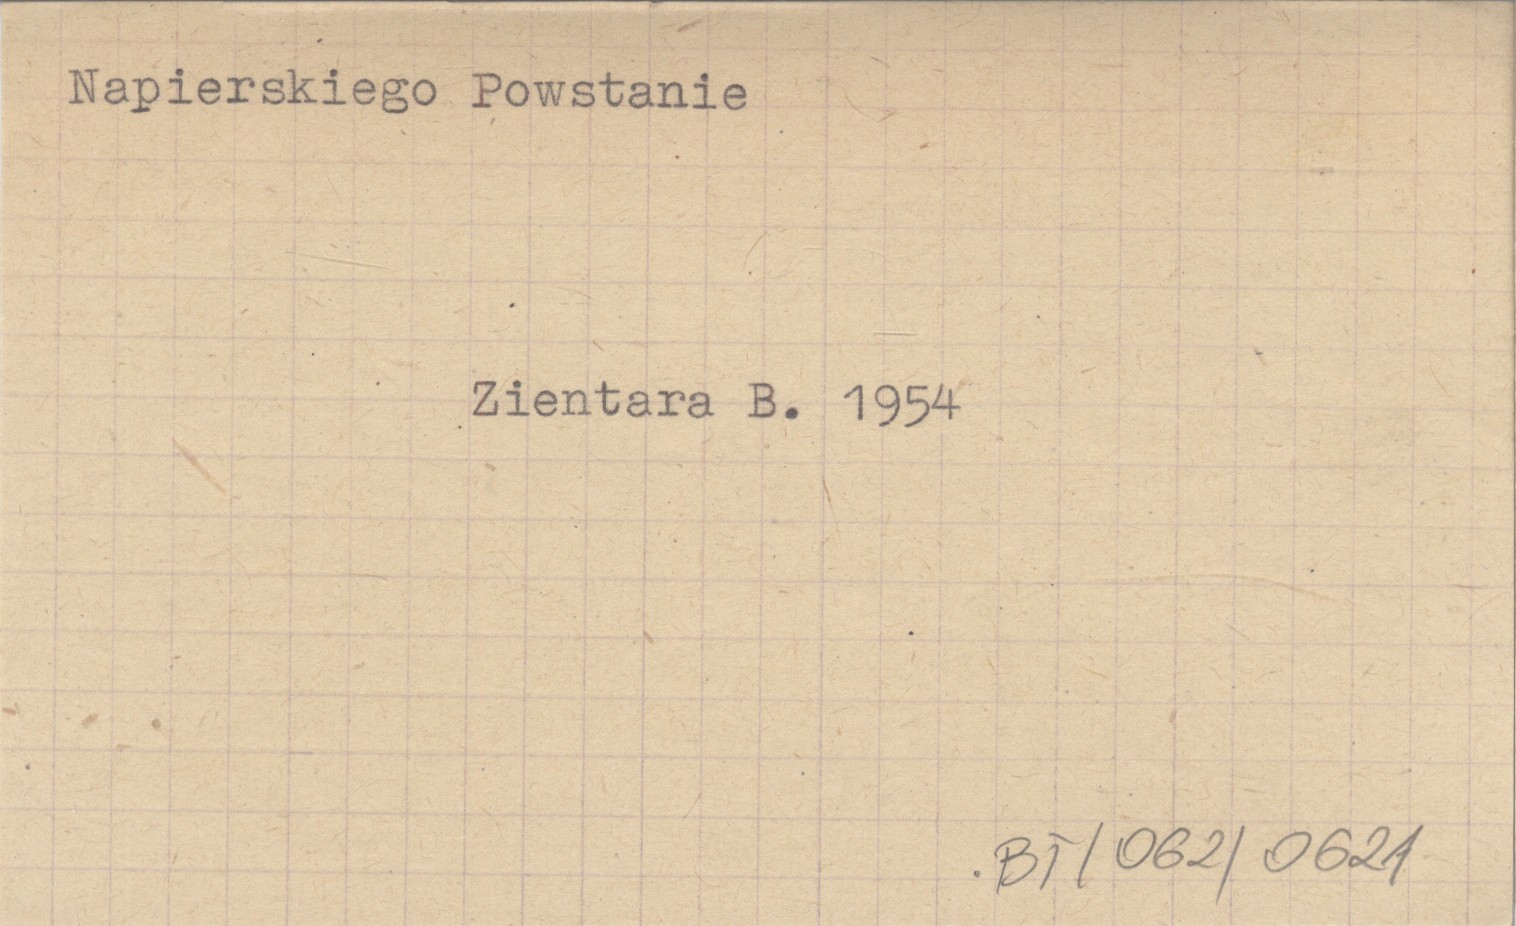 Napierskiego Powstanie
Zientara B. 1954
BT/062/0621